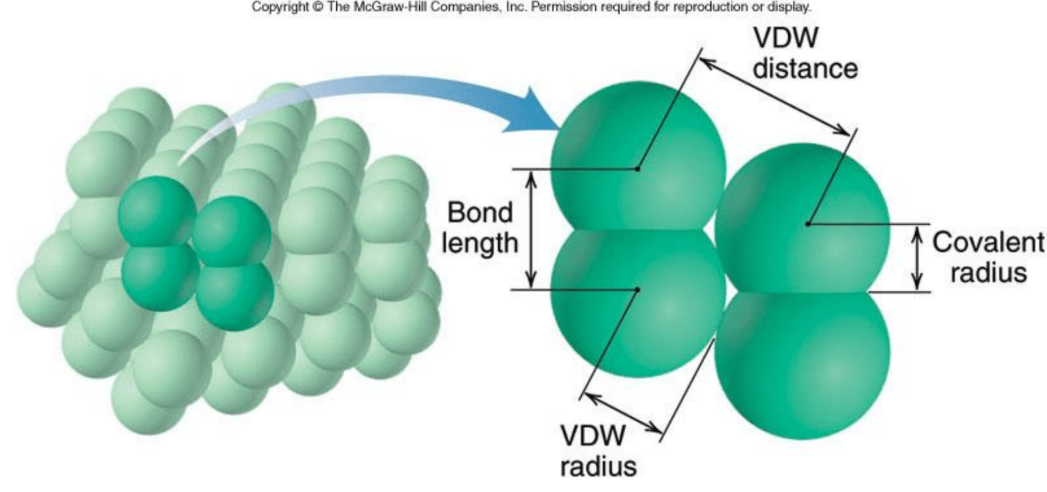 Copyright © The McGraw-Hill Companies, Inc. Permission required for reproduction or display.
VDW
distance
Bond
length
Covalent
radius
VDW
radius